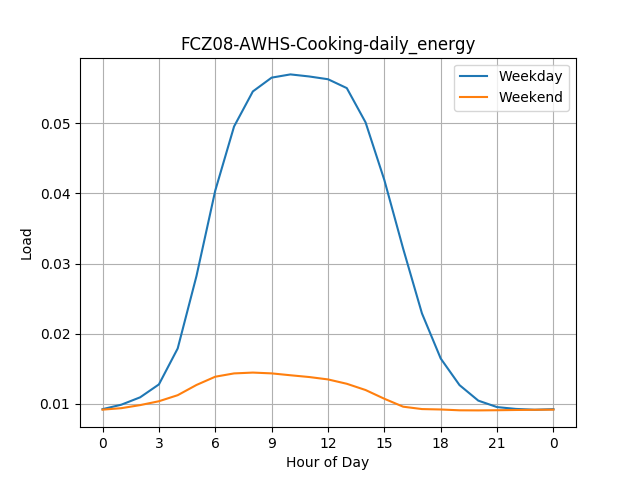 FCZ08-AWHS-Cooking-daily_energy
Weekday
Weekend
0.05
0.04
0.03
0.02
0.01
Load
0 3 6 9 12 15 18 21 0
Hour of Day